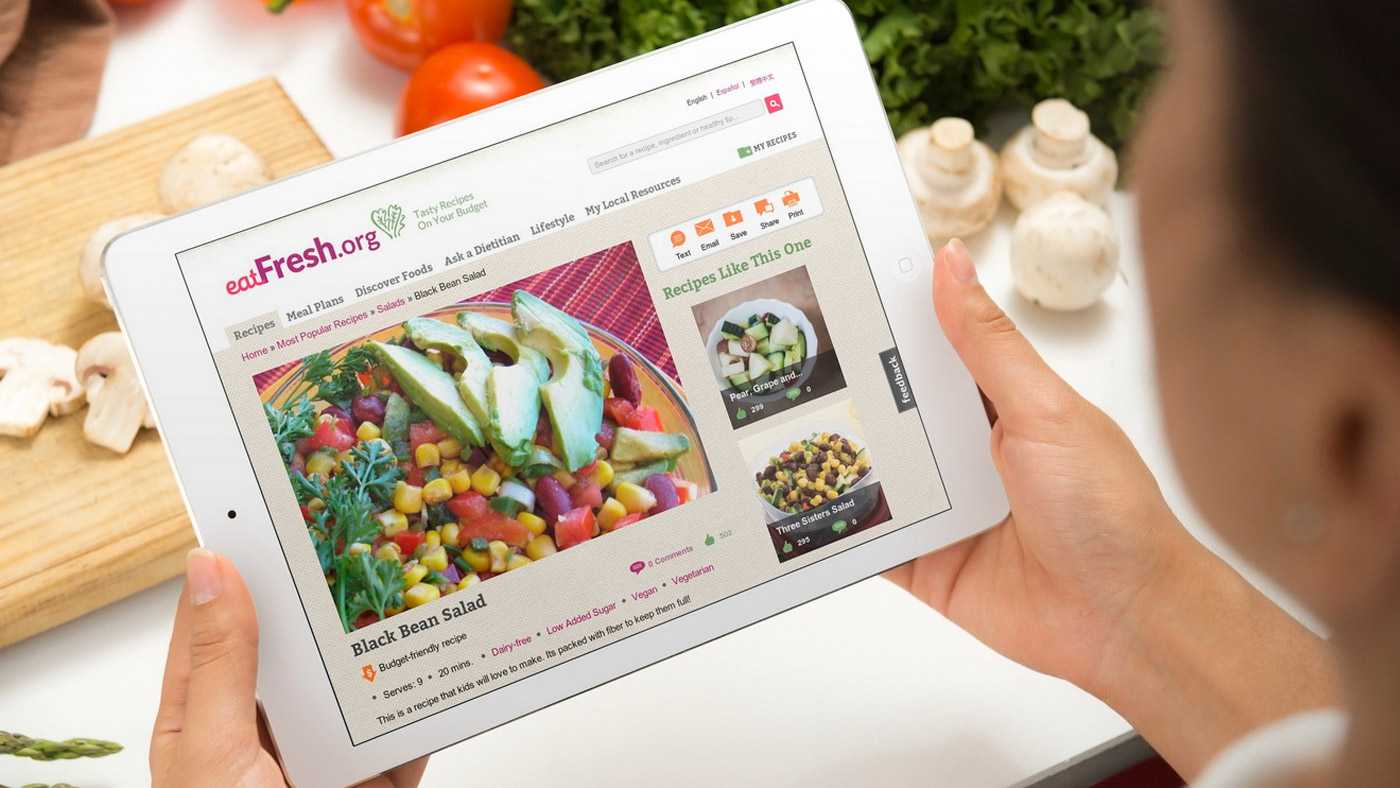 English | Español | 繁體中文
Search for a recipe, ingredient or healthy tip...
MY RECIPES
eatFresh.org
Tasty Recipes
On Your Budget
Recipes Meal Plans Discover Foods Ask a Dietitian Lifestyle My Local Resources
Home » Most Popular Recipes » Salads » Black Bean Salad
Text Email Save Share Print
Recipes Like This One
Pear, Grape and...
299 0
Three Sisters Salad
295 0
feedback
0 Comments 502
Black Bean Salad
$
Budget-friendly recipe
• Serves: 9 • 20 mins. • Dairy-free • Low Added Sugar • Vegan • Vegetarian
This is a recipe that kids will love to make. Its packed with fiber to keep them full!